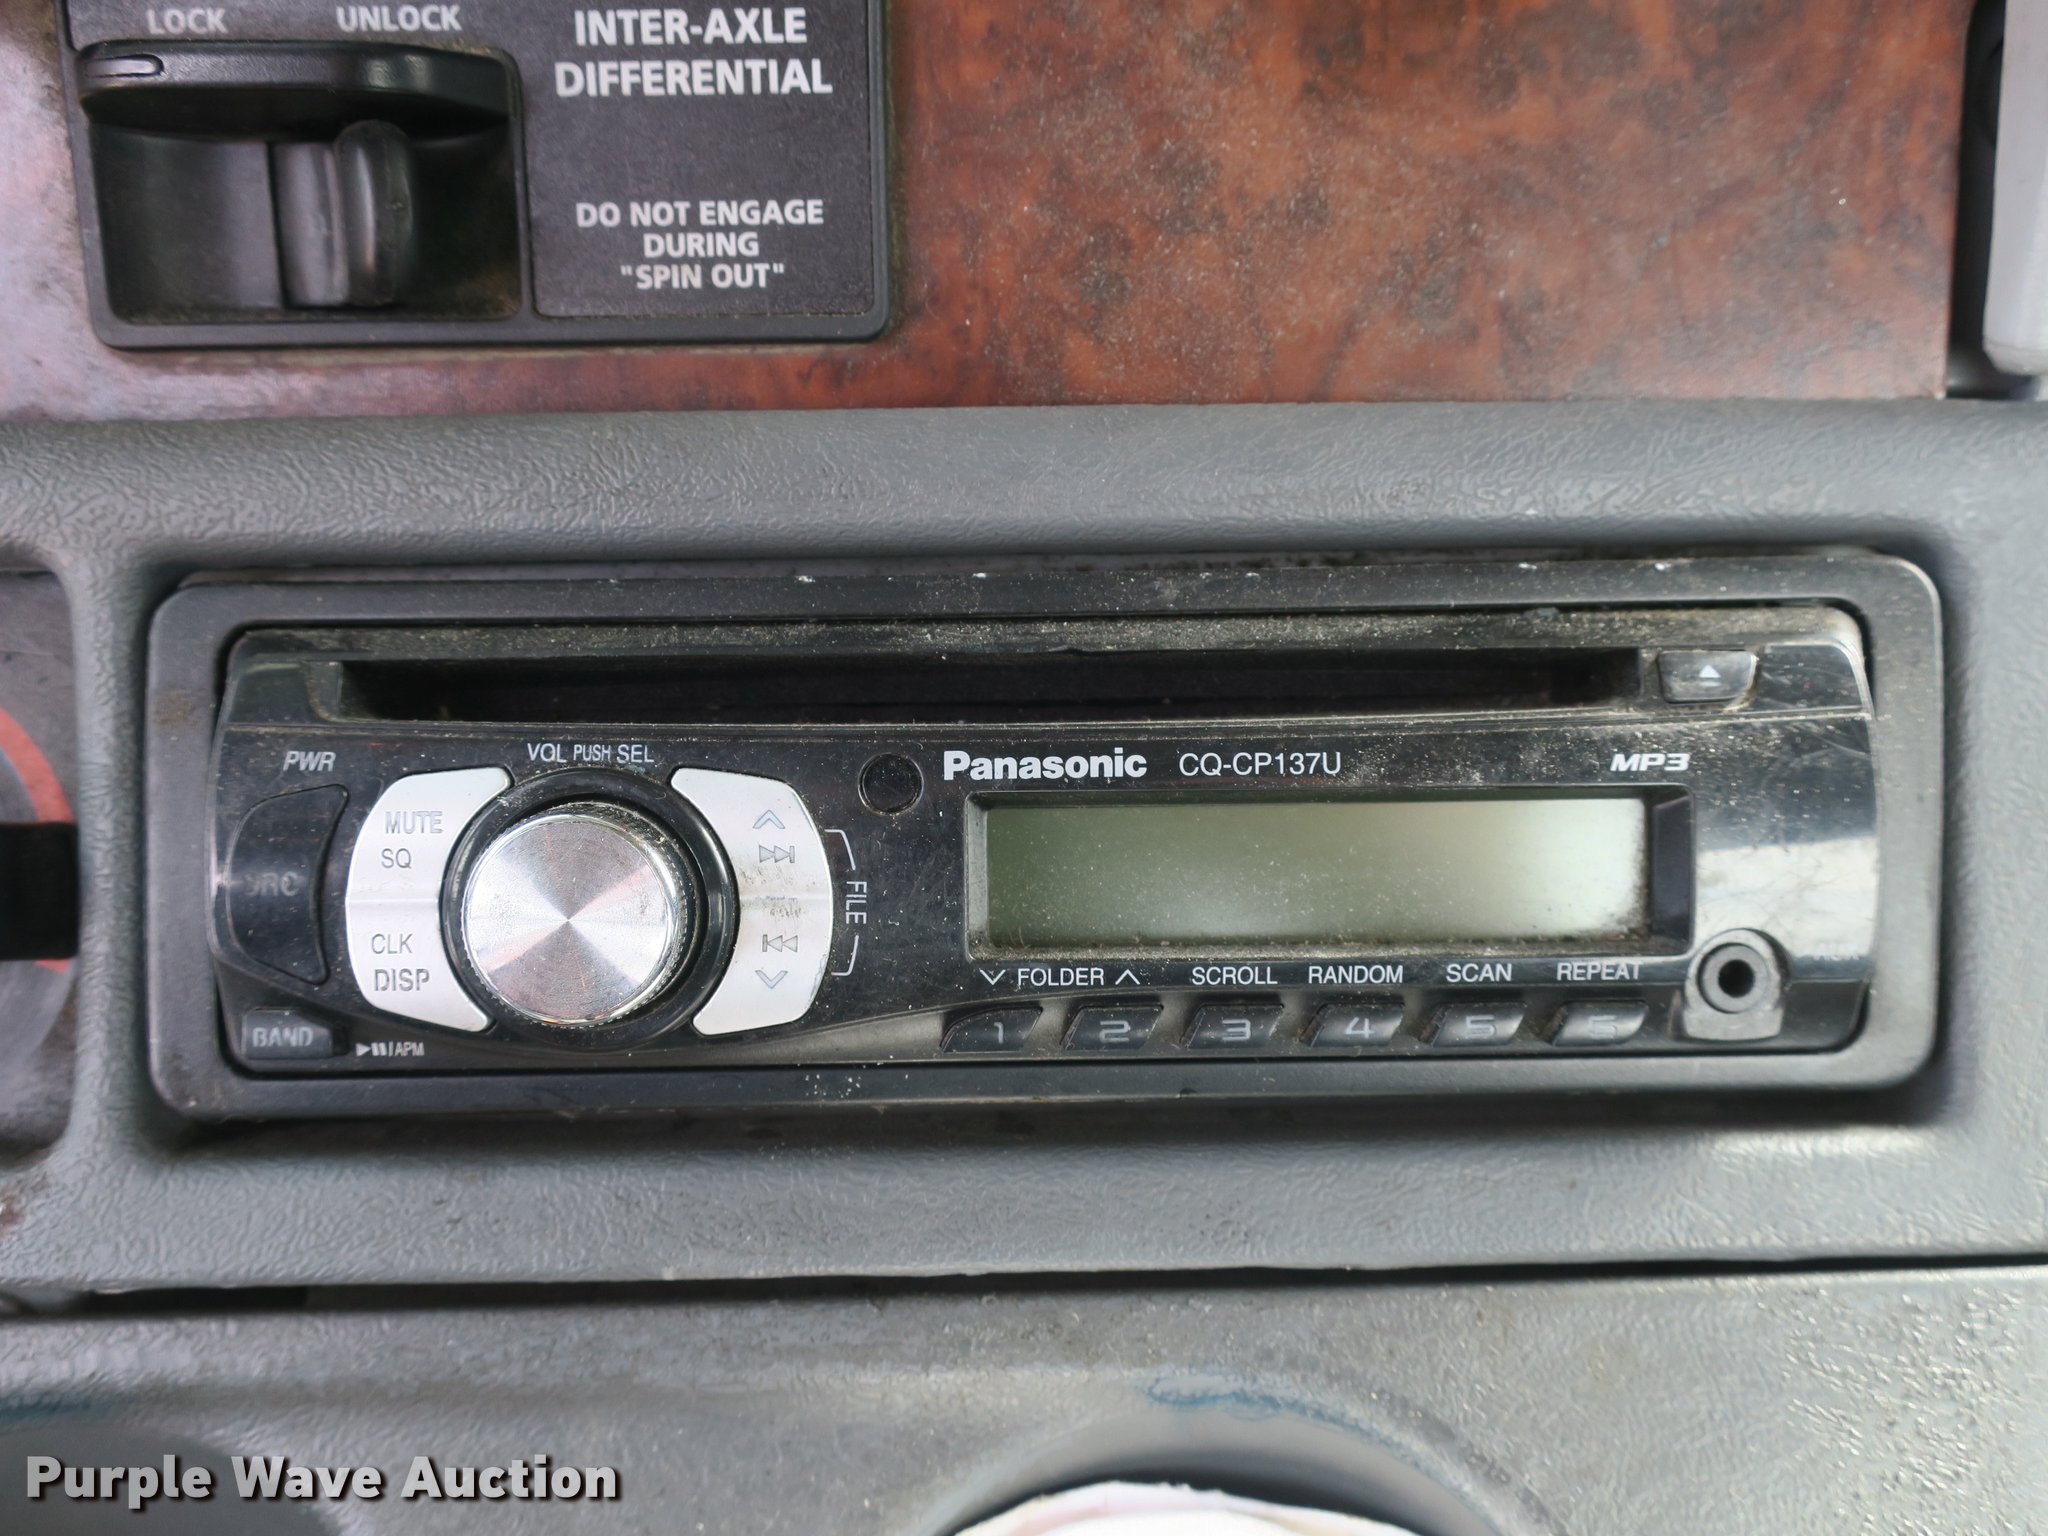 LOCK UNLOCK
INTER-AXLE
DIFFERENTIAL
DO NOT ENGAGE
DURING
"SPIN OUT"
PWR
VOL PUSH SEL
Panasonic CQ-CP137U MP3
MUTE
SQ
CLK
DISP
FILE
FOLDER SCROLL RANDOM SCAN REPEAT
BAND
/APM
1 2 3 4 5 6
Purple Wave Auction